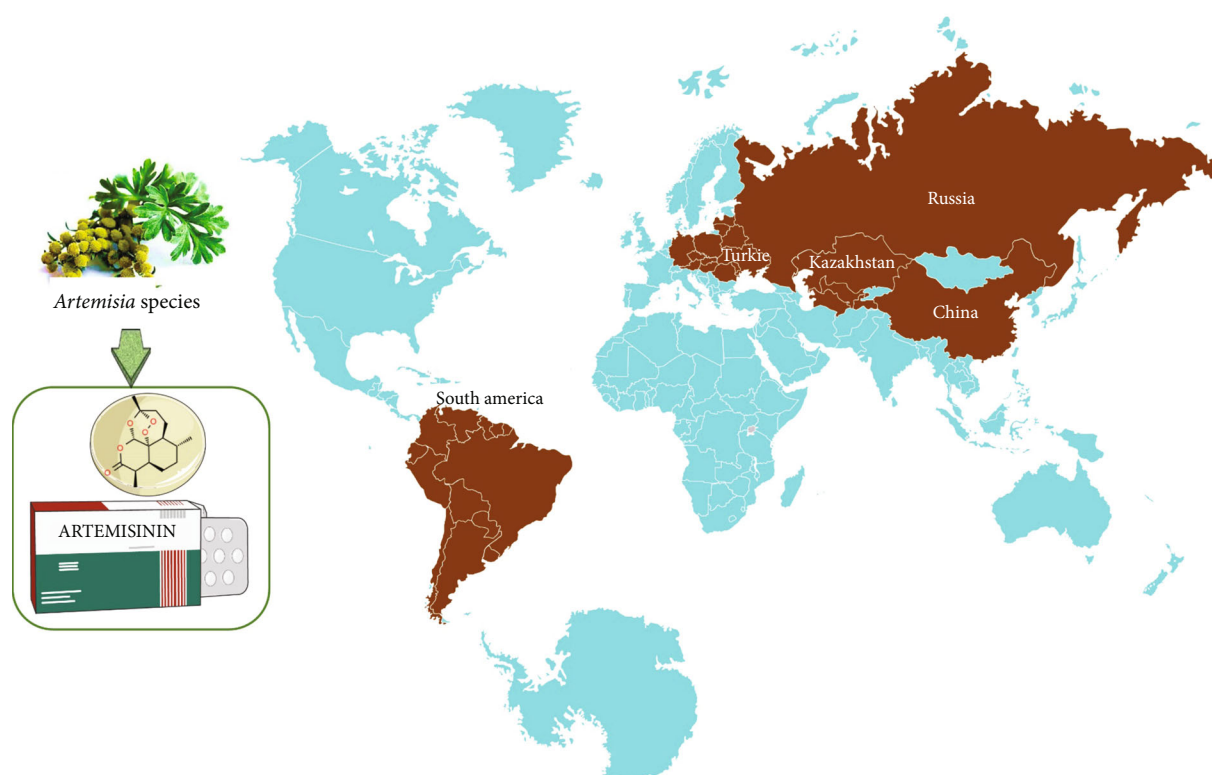 Artemisia species
ARTEMISININ
South america
Turkie
Russia
Kazakhstan
China